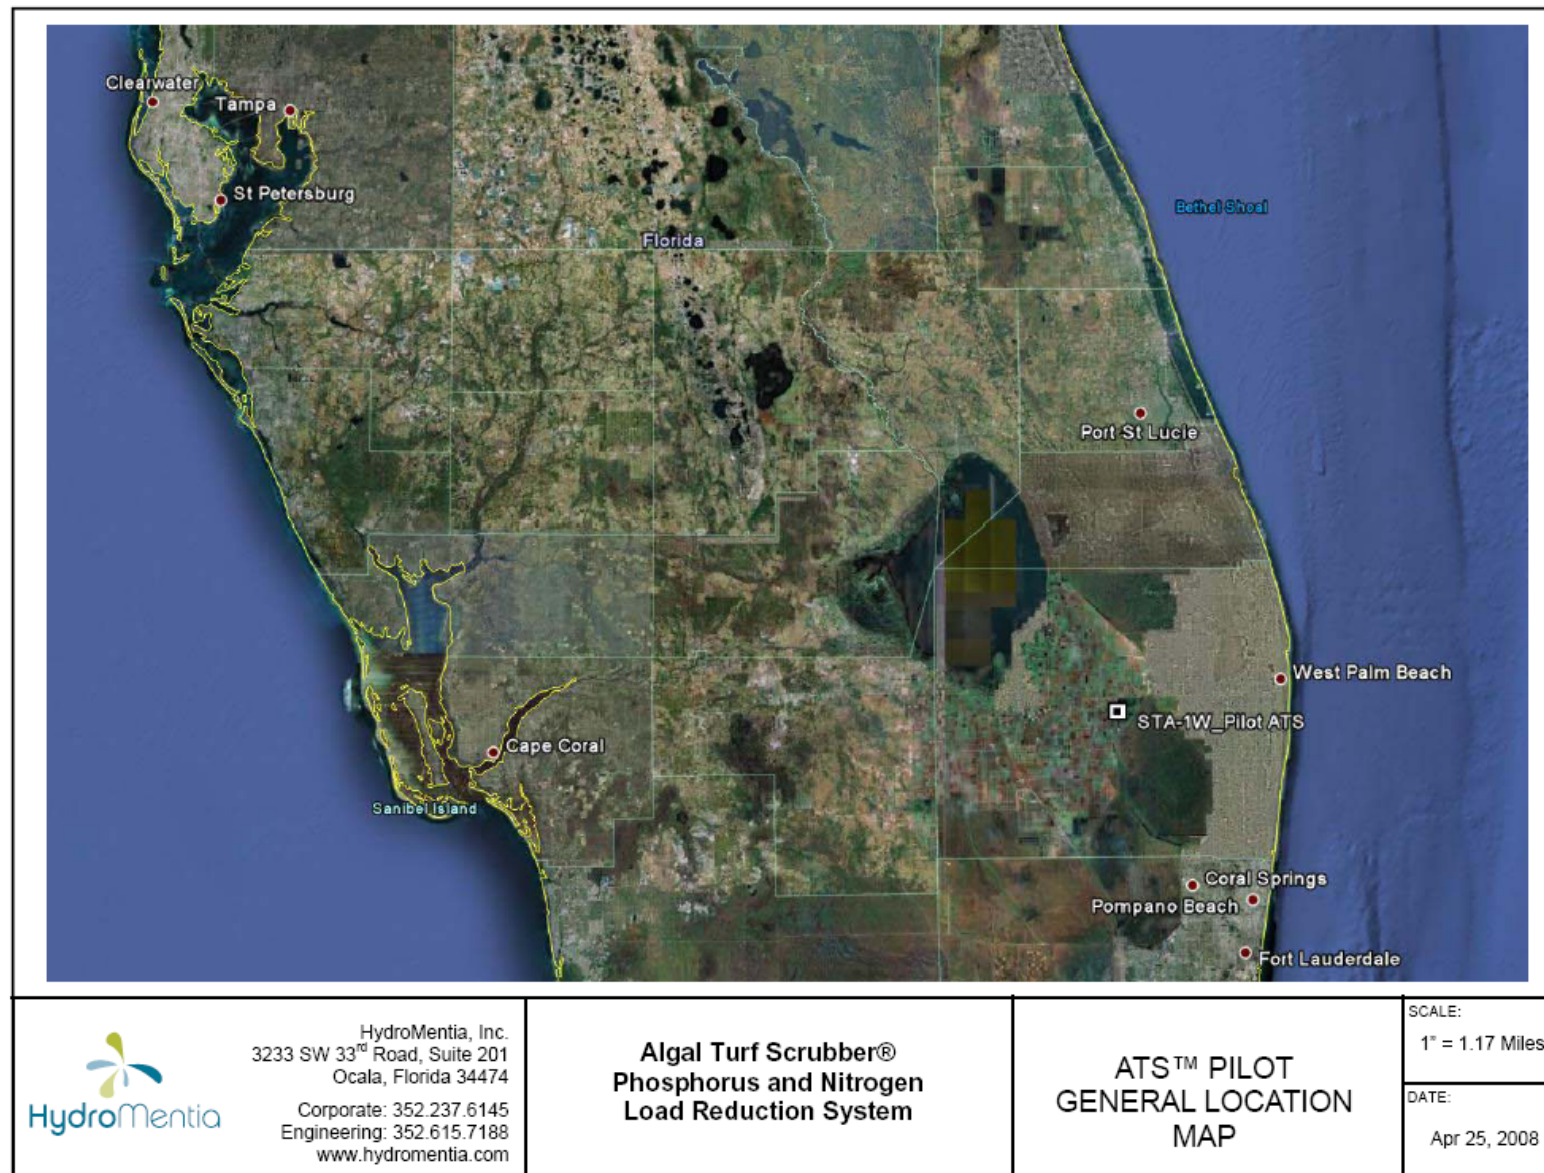 Clearwater
Tampa
St Petersburg
Bethel Shoal
Florida
Port St Lucie
West Palm Beach
STA-1W_Pilot ATS
Cape Coral
Sanibel Island
Coral Springs
Pompano Beach
Fort Lauderdale
HydroMentia
HydroMentia, Inc.
3233 SW 33rd Road, Suite 201
Ocala, Florida 34474
Corporate: 352.237.6145
Engineering: 352.615.7188
www.hydromentia.com
Algal Turf Scrubber®
Phosphorus and Nitrogen
Load Reduction System
ATS™ PILOT
GENERAL LOCATION
MAP
SCALE:
1" = 1.17 Miles
DATE:
Apr 25, 2008